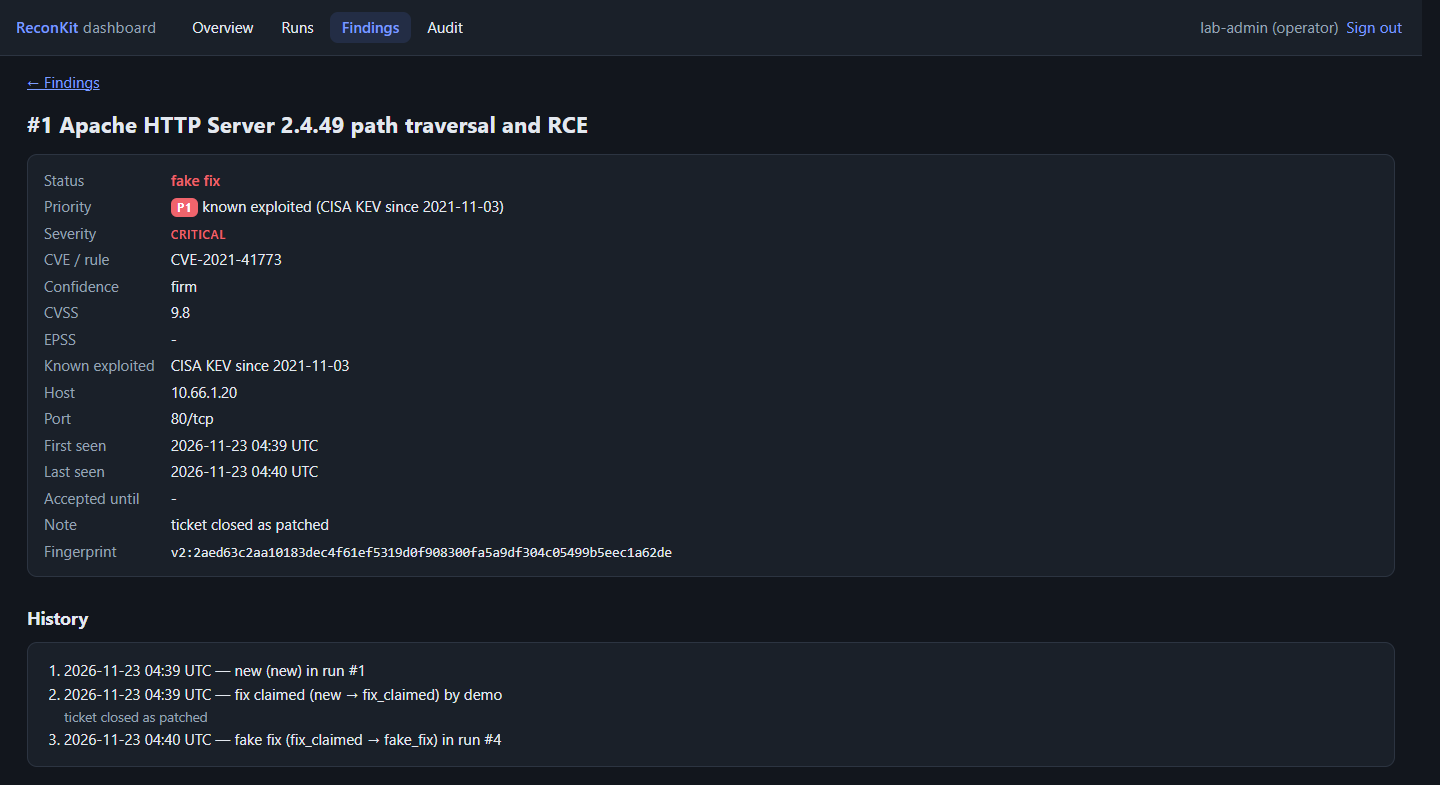 ReconKit dashboard Overview Runs Findings Audit lab-admin (operator) Sign out
← Findings
#1 Apache HTTP Server 2.4.49 path traversal and RCE
Status fake fix
Priority P1 known exploited (CISA KEV since 2021-11-03)
Severity CRITICAL
CVE / rule CVE-2021-41773
Confidence firm
CVSS 9.8
EPSS -
Known exploited CISA KEV since 2021-11-03
Host 10.66.1.20
Port 80/tcp
First seen 2026-11-23 04:39 UTC
Last seen 2026-11-23 04:40 UTC
Accepted until -
Note ticket closed as patched
Fingerprint v2:2aed63c2aa10183dec4f61ef5319d0f908300fa5a9df304c05499b5eec1a62de
History
1. 2026-11-23 04:39 UTC — new (new) in run #1
2. 2026-11-23 04:39 UTC — fix claimed (new → fix_claimed) by demo
ticket closed as patched
3. 2026-11-23 04:40 UTC — fake fix (fix_claimed → fake_fix) in run #4